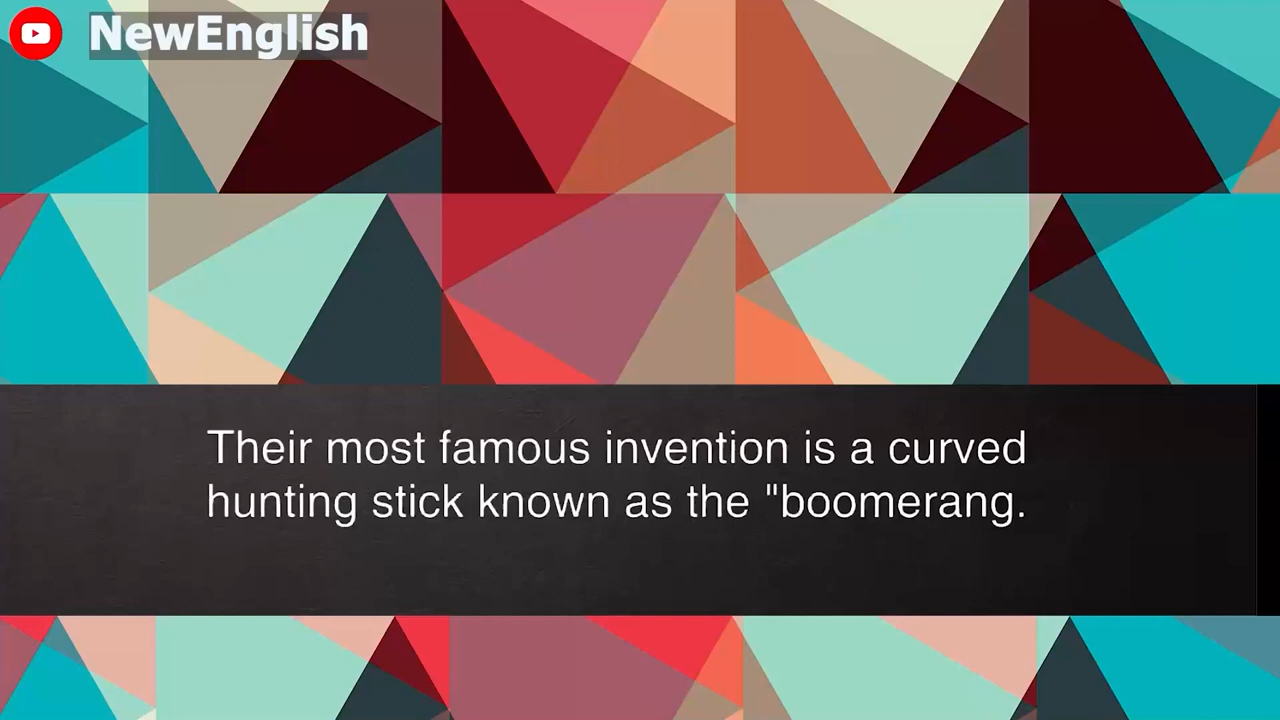 NewEnglish
Their most famous invention is a curved
hunting stick known as the "boomerang.